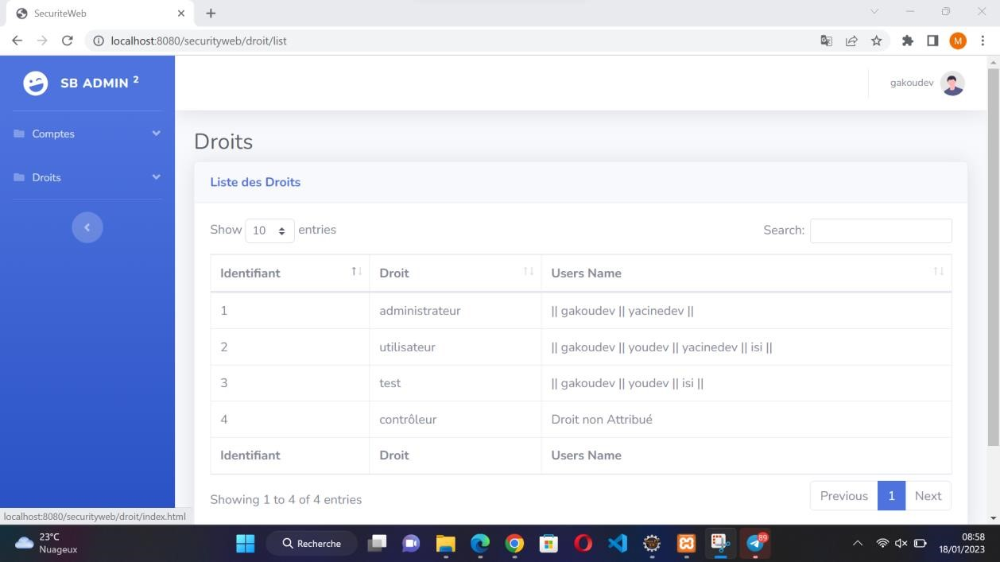 SecuriteWeb
localhost:8080/securityweb/droit/list
M
SB ADMIN 2
gakoudev
Comptes
Droits
Droits
Liste des Droits
Show 10 entries
Search:
Identifiant Droit Users Name
1 administrateur || gakoudev || yacinedev ||
2 utilisateur || gakoudev || youdev || yacinedev || isi ||
3 test || gakoudev || youdev || isi ||
4 contrôleur Droit non Attribué
Identifiant Droit Users Name
Showing 1 to 4 of 4 entries
Previous 1 Next
localhost:8080/securityweb/droit/index.html
23°C
Nuageux
Recherche
89
08:58
18/01/2023